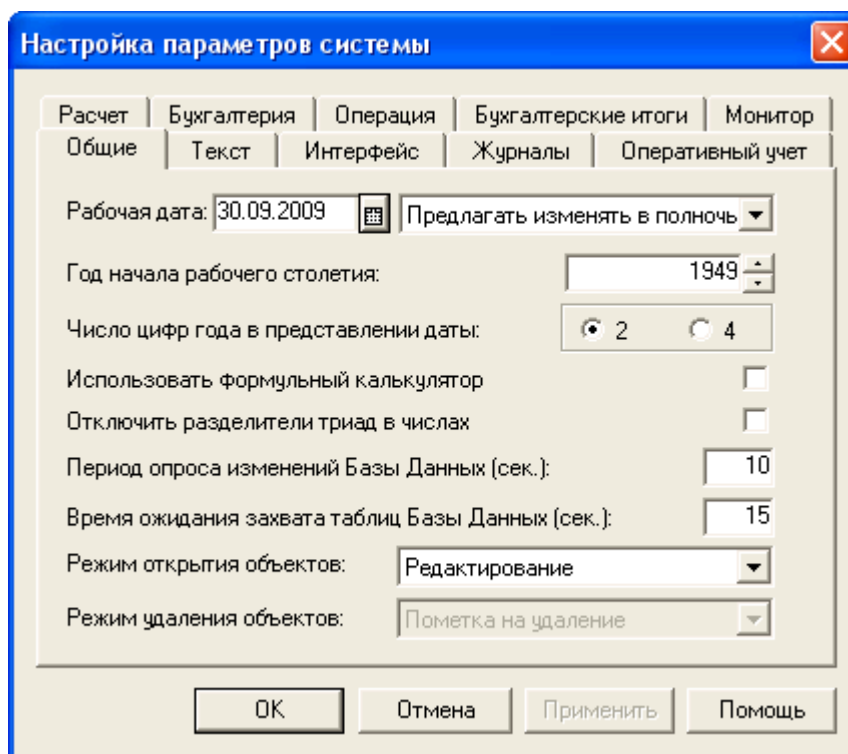 Настройка параметров системы
Расчет Бухгалтерия Операция Бухгалтерские итоги Монитор
Общие Текст Интерфейс Журналы Оперативный учет
Рабочая дата: 30.09.2009 Предлагать изменять в полночь
Год начала рабочего столетия: 1949
Число цифр года в представлении даты: 2 4
Использовать формульный калькулятор
Отключить разделители триад в числах
Период опроса изменений Базы Данных (сек.): 10
Время ожидания захвата таблиц Базы Данных (сек.): 15
Режим открытия объектов: Редактирование
Режим удаления объектов: Пометка на удаление
OK Отмена Применить Помощь